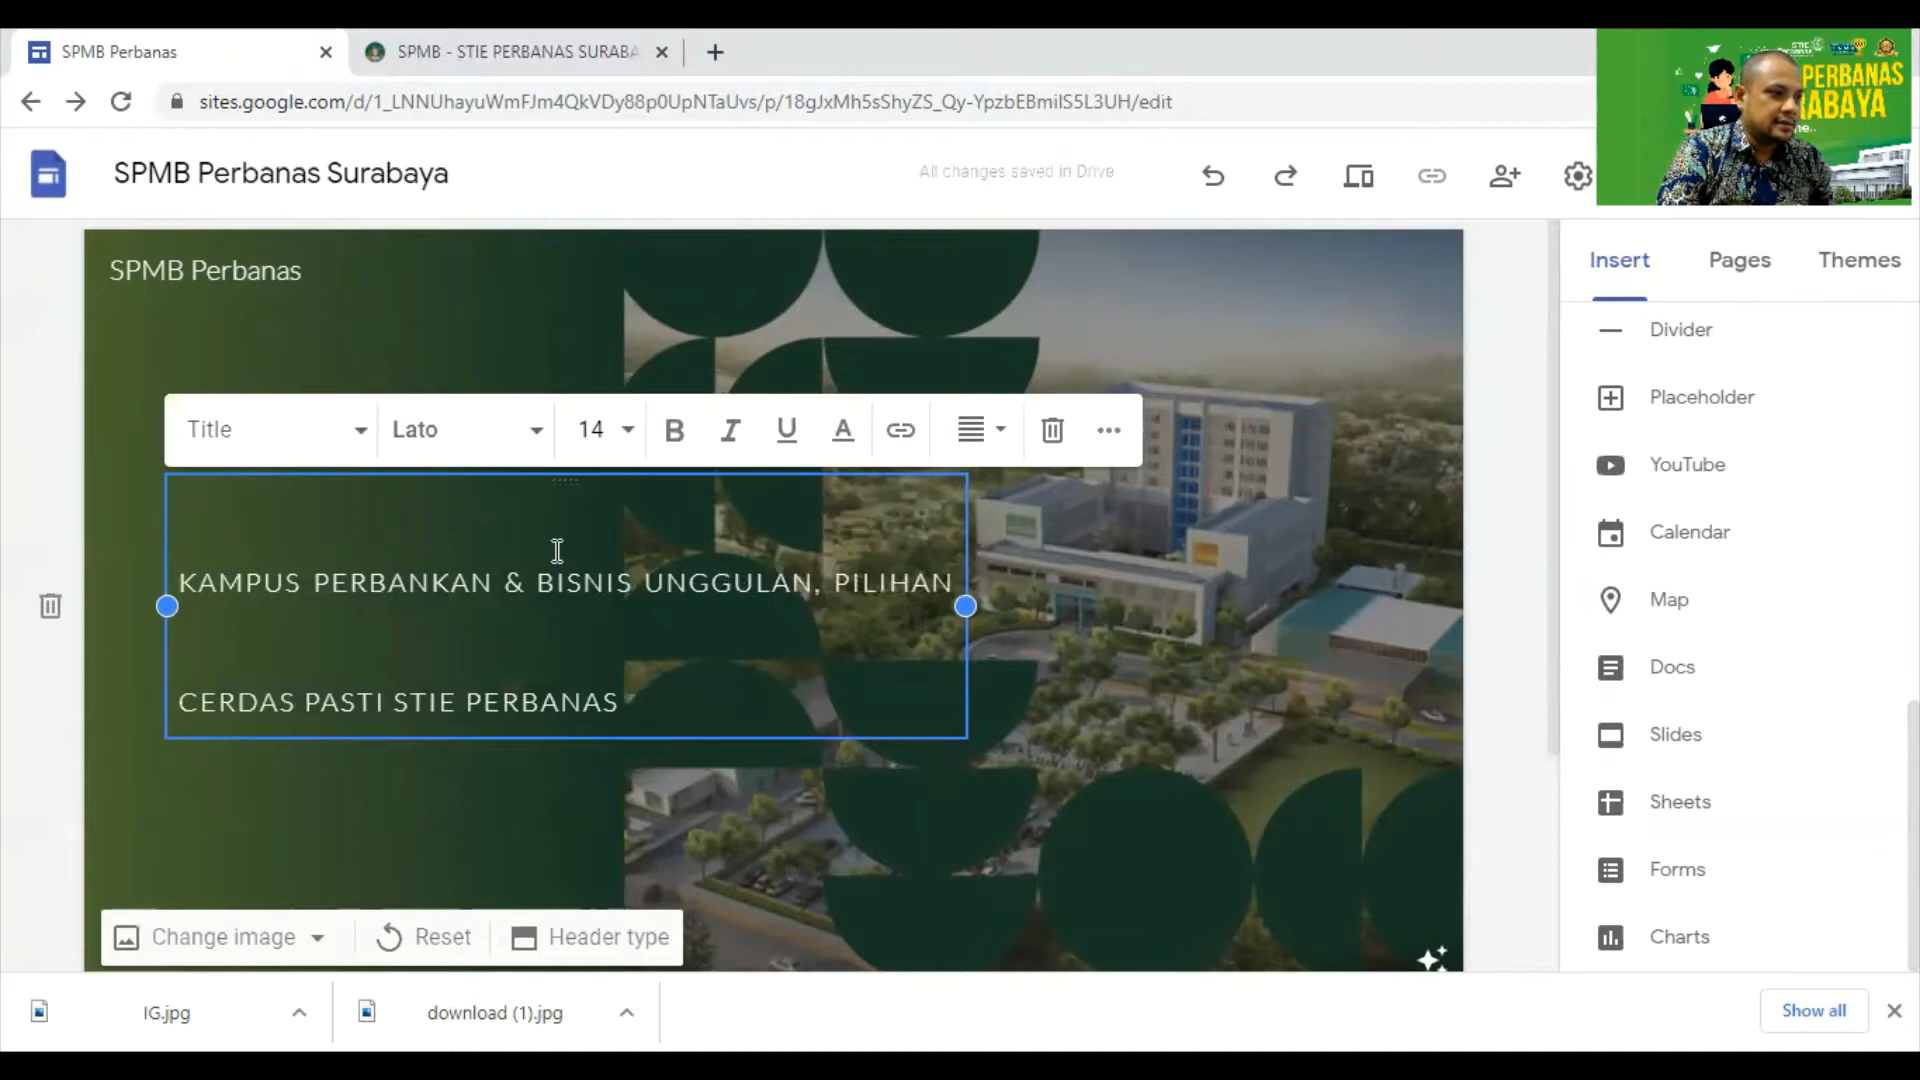 SPMB Perbanas
SPMB - STIE PERBANAS SURABA
sites.google.com/d/1_LNNUhayuWmFJm4QkVDy88p0UpNTaUvs/p/18gJxMh5sShyZS_Qy-YpzbEBmilS5L3UH/edit
STIE
PERBANAS
RABAYA
SPMB Perbanas Surabaya
All changes saved in Drive
Insert
Pages
Themes
SPMB Perbanas
Title
Lato
14
B
I
U
A
KAMPUS PERBANKAN & BISNIS UNGGULAN, PILIHAN
CERDAS PASTI STIE PERBANAS
Change image
Reset
Header type
Divider
Placeholder
YouTube
Calendar
Map
Docs
Slides
Sheets
Forms
Charts
IG.jpg
download (1).jpg
Show all